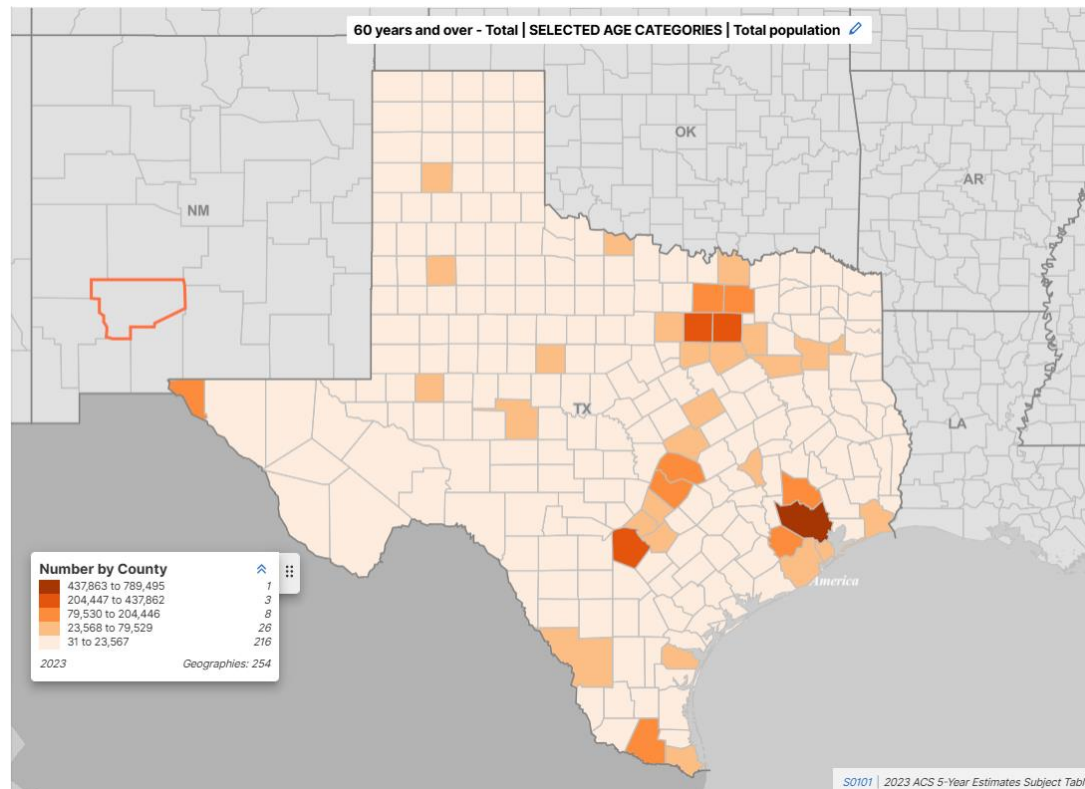 60 years and over - Total | SELECTED AGE CATEGORIES | Total population
OK
AR
NM
TX
LA
America
Number by County
437,863 to 789,495 1
204,447 to 437,862 3
79,530 to 204,446 8
23,568 to 79,529 26
31 to 23,567 216
2023 Geographies: 254
S0101 | 2023 ACS 5-Year Estimates Subject Tabl